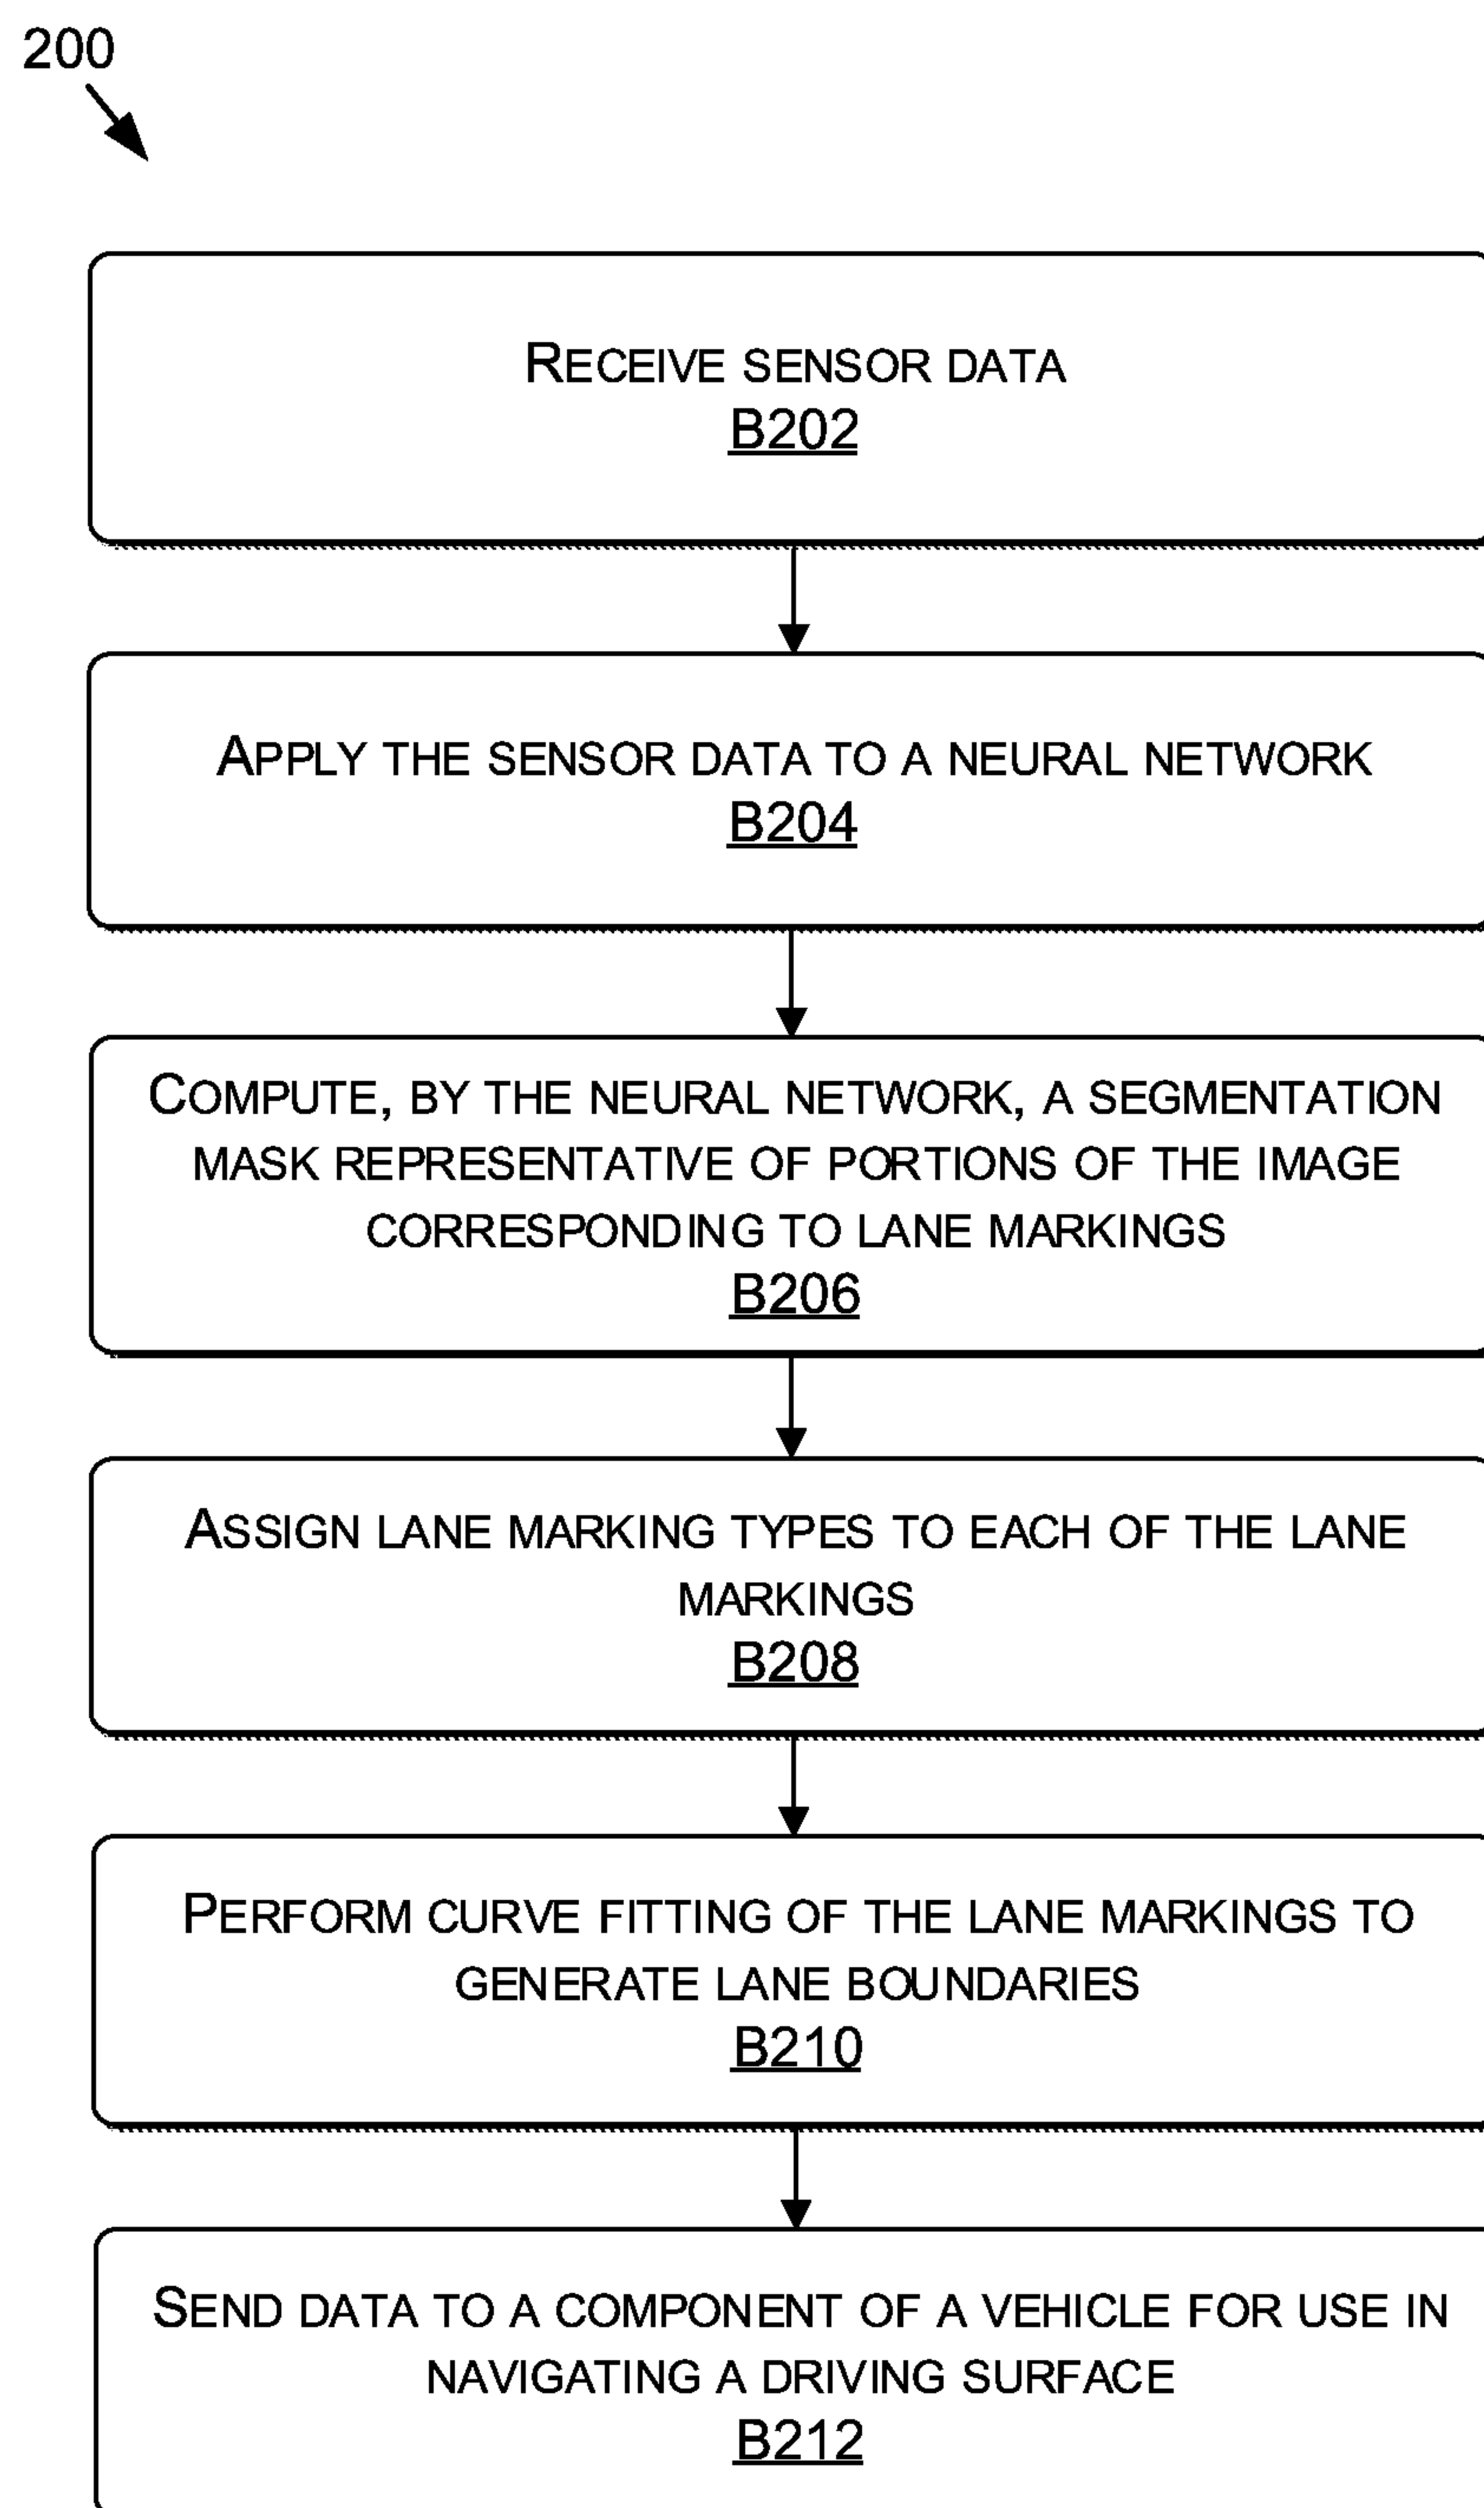 200
RECEIVE SENSOR DATA
B202
APPLY THE SENSOR DATA TO A NEURAL NETWORK
B204
COMPUTE, BY THE NEURAL NETWORK, A SEGMENTATION
MASK REPRESENTATIVE OF PORTIONS OF THE IMAGE
CORRESPONDING TO LANE MARKINGS
B206
ASSIGN LANE MARKING TYPES TO EACH OF THE LANE
MARKINGS
B208
PERFORM CURVE FITTING OF THE LANE MARKINGS TO
GENERATE LANE BOUNDARIES
B210
SEND DATA TO A COMPONENT OF A VEHICLE FOR USE IN
NAVIGATING A DRIVING SURFACE
B212